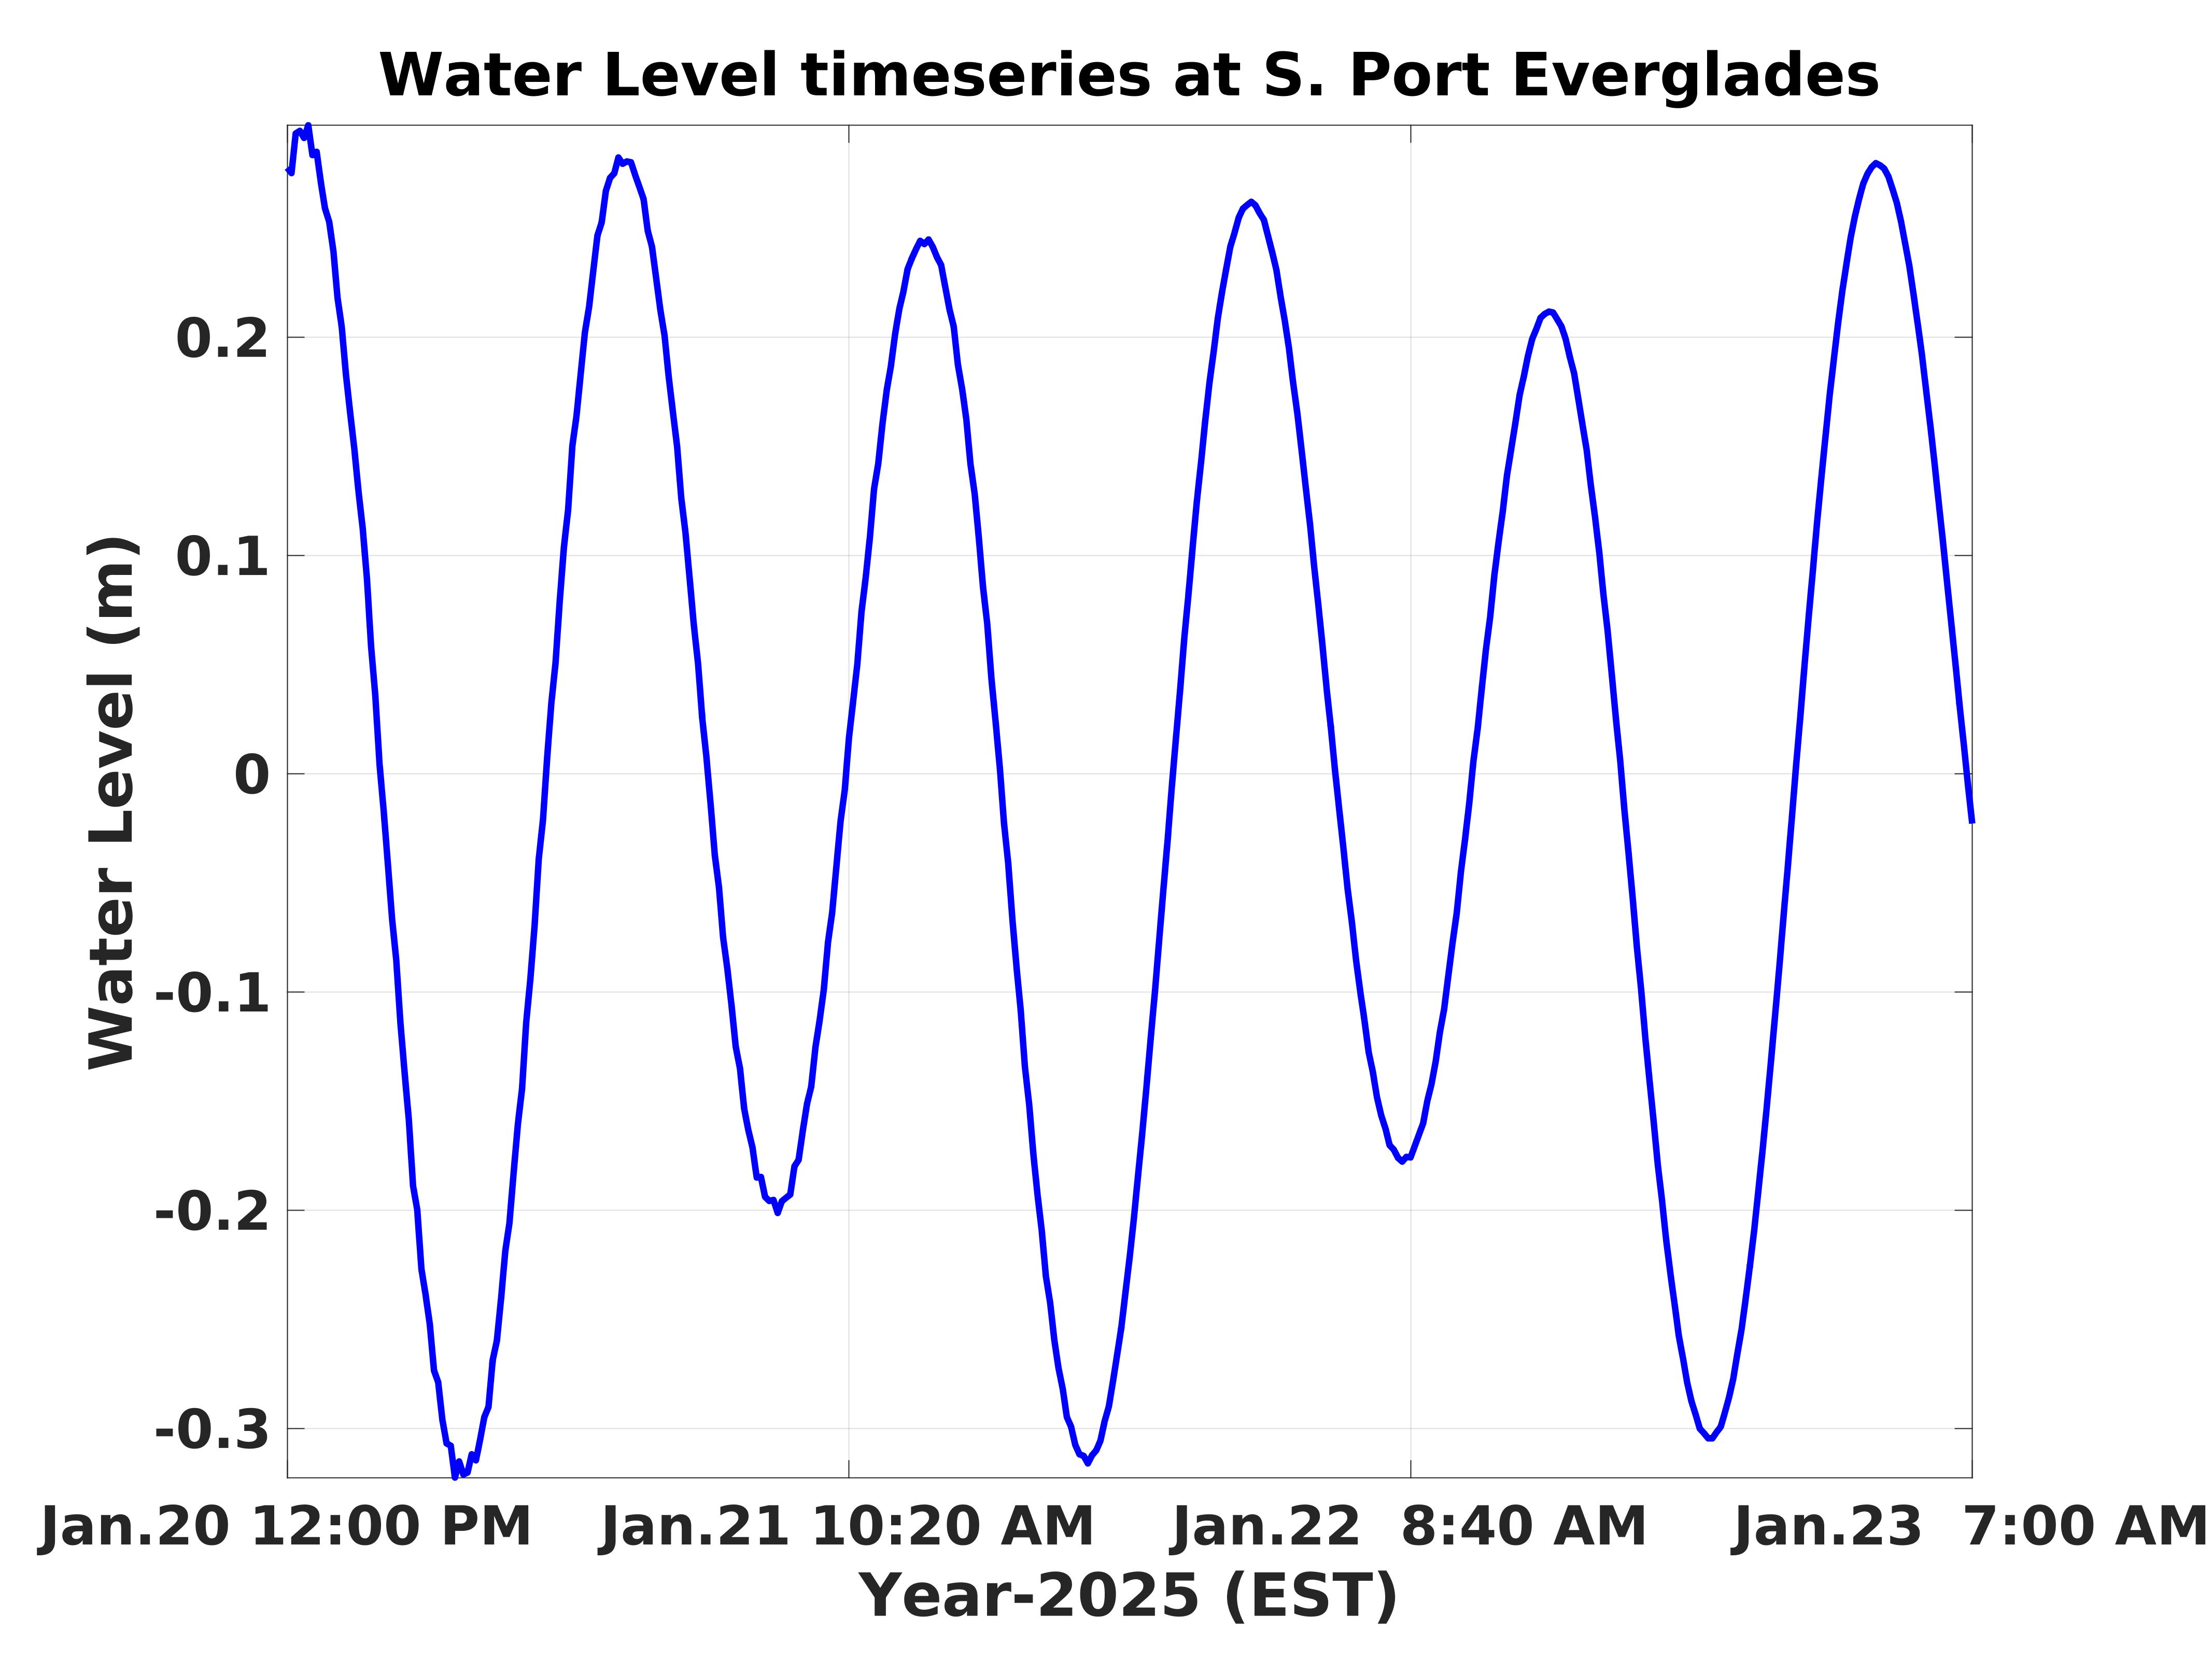 Water Level timeseries at S. Port Everglades
Water Level (m)
0.2
0.1
0
-0.1
-0.2
-0.3
Jan.20 12:00 PM Jan.21 10:20 AM Jan.22 8:40 AM Jan.23 7:00 AM
Year-2025 (EST)